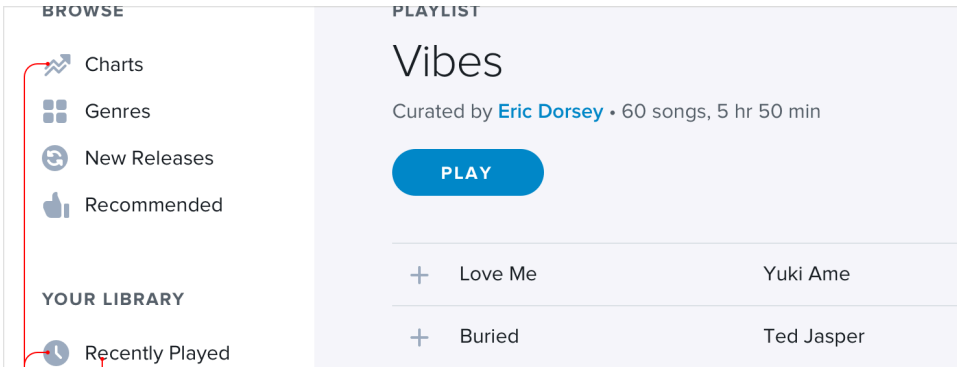 BROWSE
Charts
Genres
New Releases
Recommended
YOUR LIBRARY
Recently Played
PLAYLIST
Vibes
Curated by Eric Dorsey • 60 songs, 5 hr 50 min
PLAY
Love Me Yuki Ame
Buried Ted Jasper